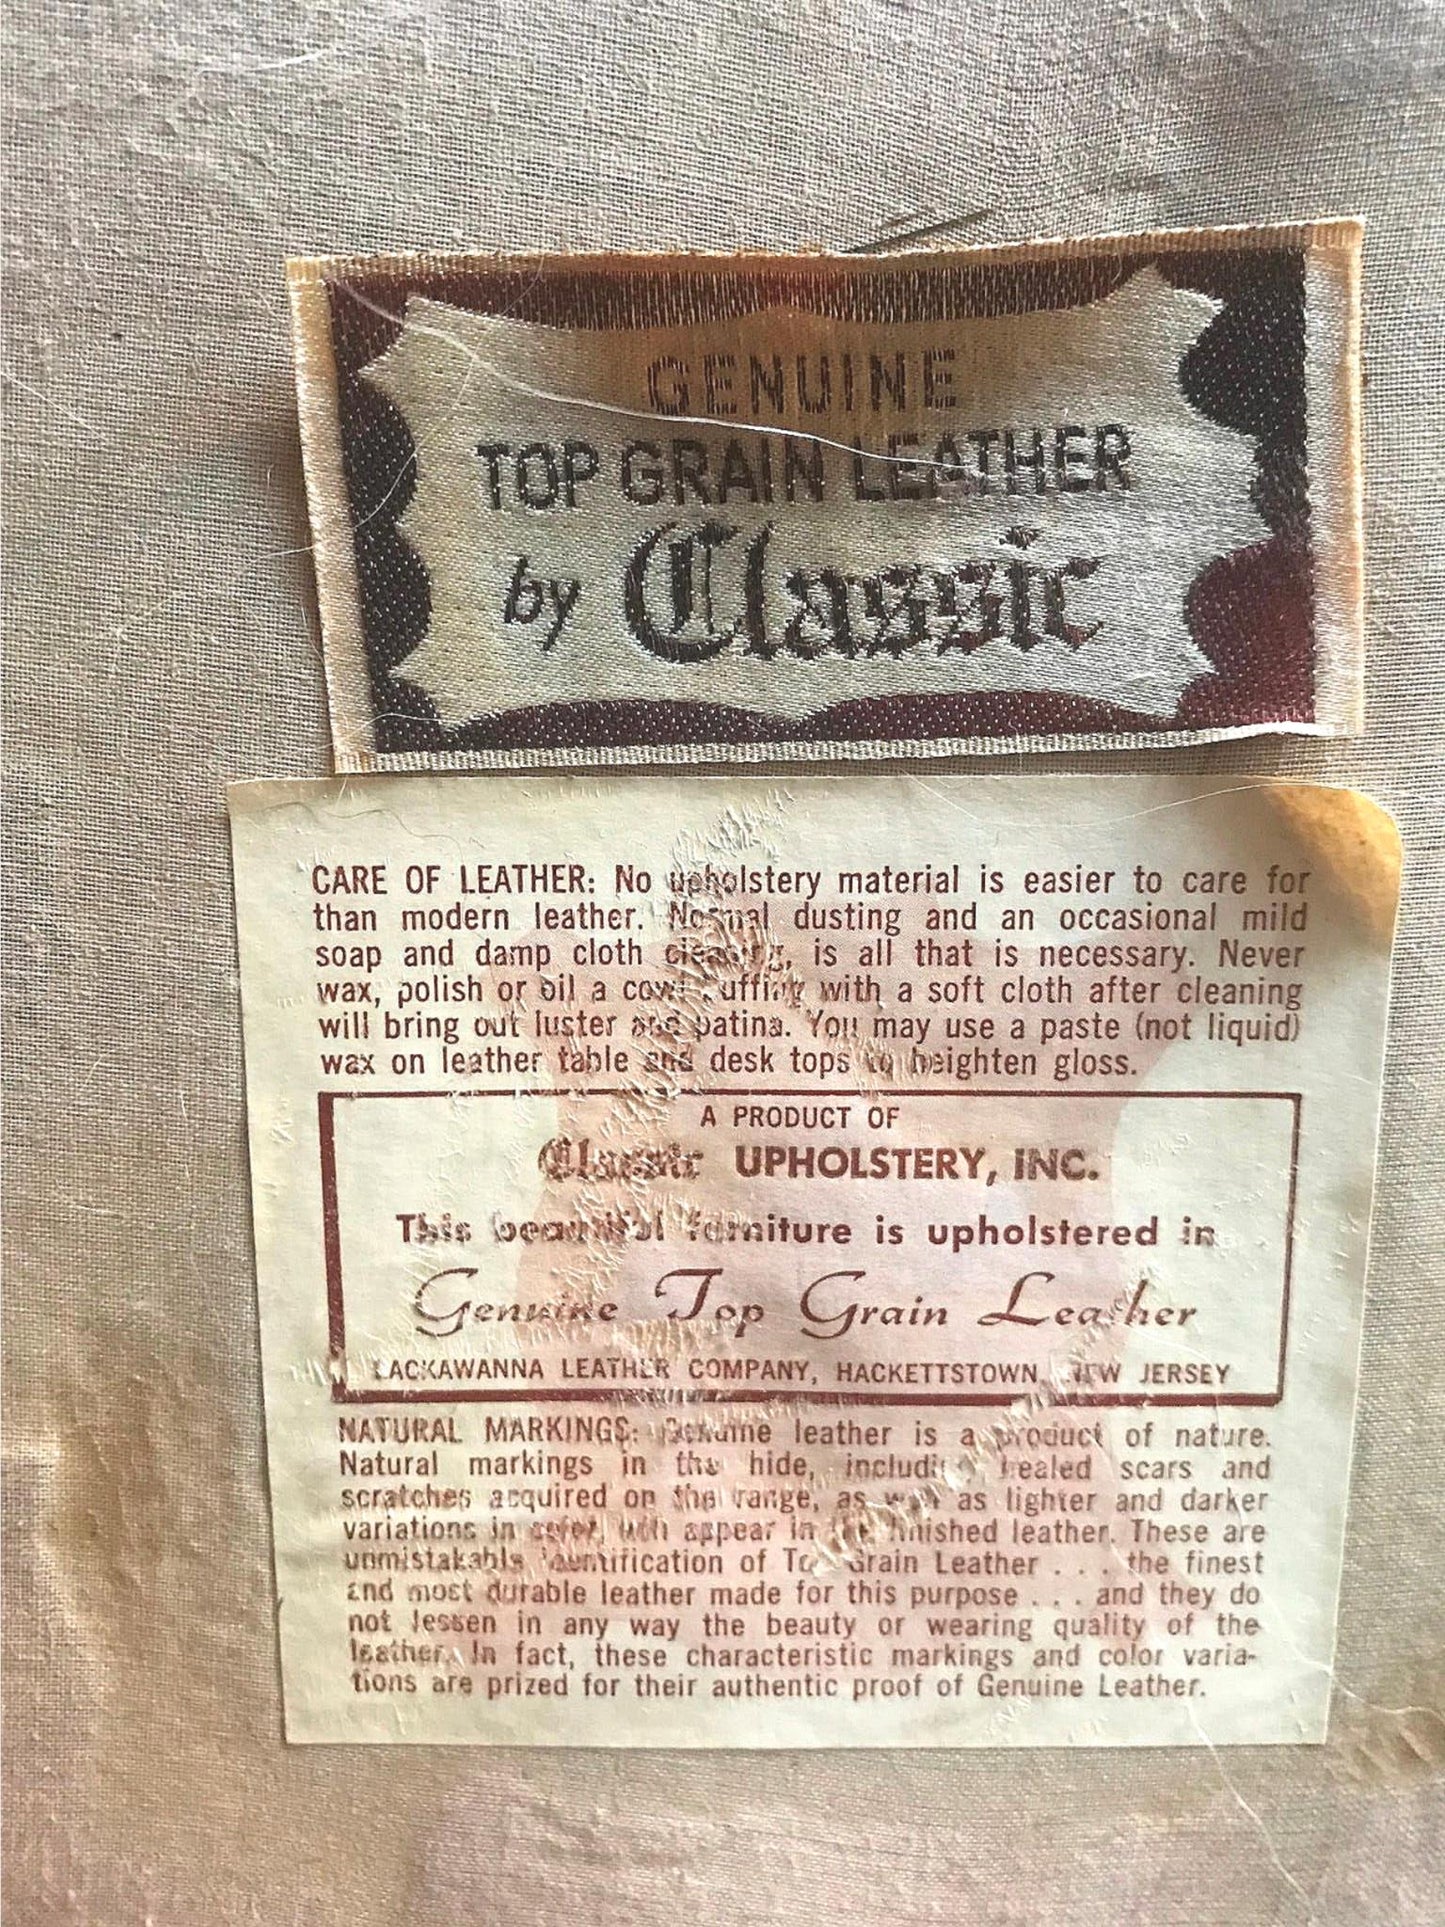 GENUINE
TOP GRAIN LEATHER
by Classic
CARE OF LEATHER: No upholstery material is easier to care for
than modern leather. Normal dusting and an occasional mild
soap and damp cloth cleaning, is all that is necessary. Never
wax, polish or oil a with a soft cloth after cleaning
will bring out luster and patina. You may use a paste (not liquid)
wax on leather table and desk tops to heighten gloss.
A PRODUCT OF
Classic UPHOLSTERY, INC.
This beautiful furniture is upholstered in
Genuine Top Grain Leather
LACKAWANNA LEATHER COMPANY, HACKETTSTOWN, NEW JERSEY
NATURAL MARKINGS: Genuine leather is a product of nature.
Natural markings in the hide, including healed scars and
scratches acquired on the range, as well as lighter and darker
variations in color, appear in the finished leather. These are
unmistakable identification of Top Grain Leather . . . the finest
and most durable leather made for this purpose . . . and they do
not lessen in any way the beauty or wearing quality of the
leather. In fact, these characteristic markings and color varia-
tions are prized for their authentic proof of Genuine Leather.